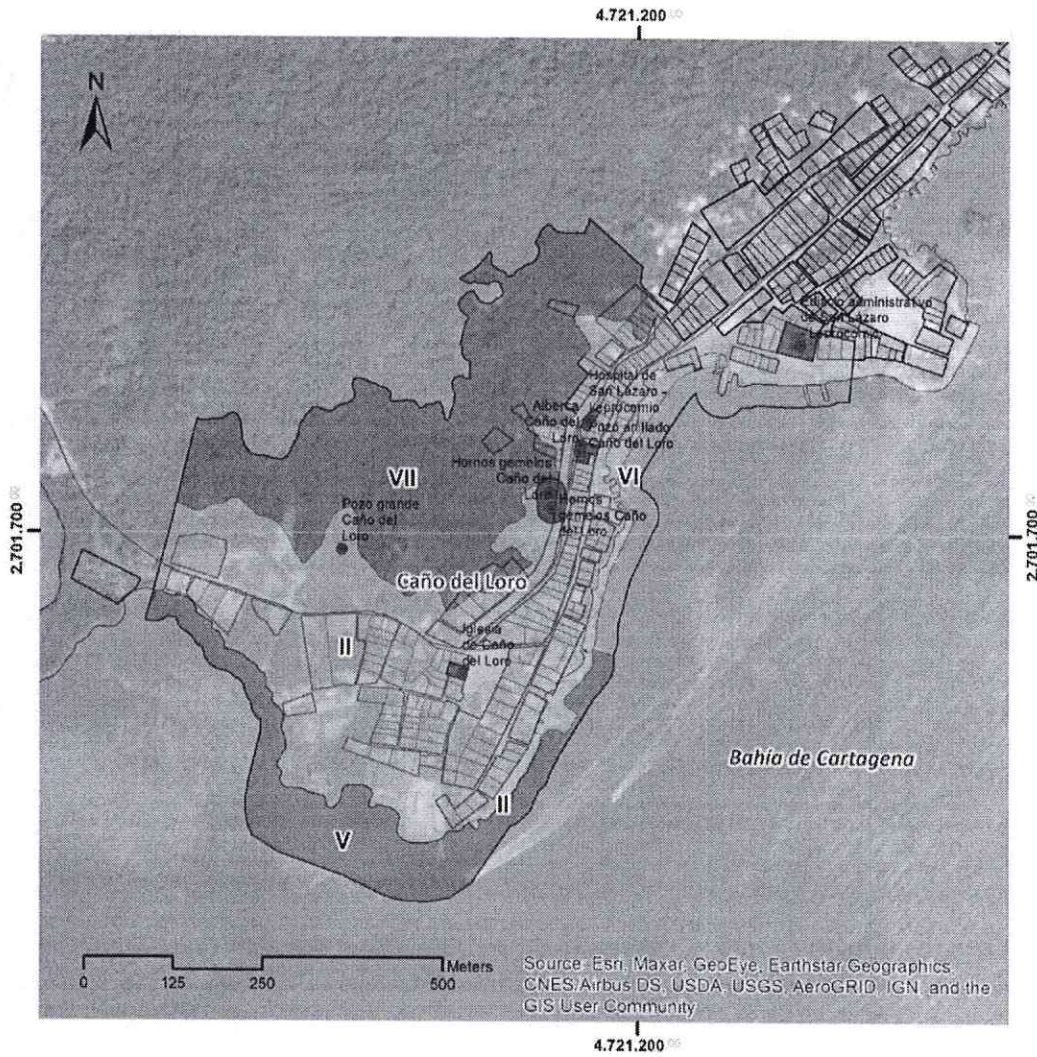 4.721.200,00
N
Edificio administrativo
de San Lázaro
- Leprocomio
Hospital de
San Lázaro -
Leprocomio
Alberca
Caño del
Loro
Pozo anillado
Caño del Loro
Hornos gemelos
Caño del
Loro
VI
VII
Hornos
gemelos Caño
del Loro
Pozo grande
Caño del
Loro
2.701.700,00
2.701.700,00
Caño del Loro
Iglesia
de Caño
del Loro
II
Bahía de Cartagena
II
V
Meters
0 125 250 500
Source: Esri, Maxar, GeoEye, Earthstar Geographics,
CNES/Airbus DS, USDA, USGS, AeroGRID, IGN, and the
GIS User Community
4.721.200,00